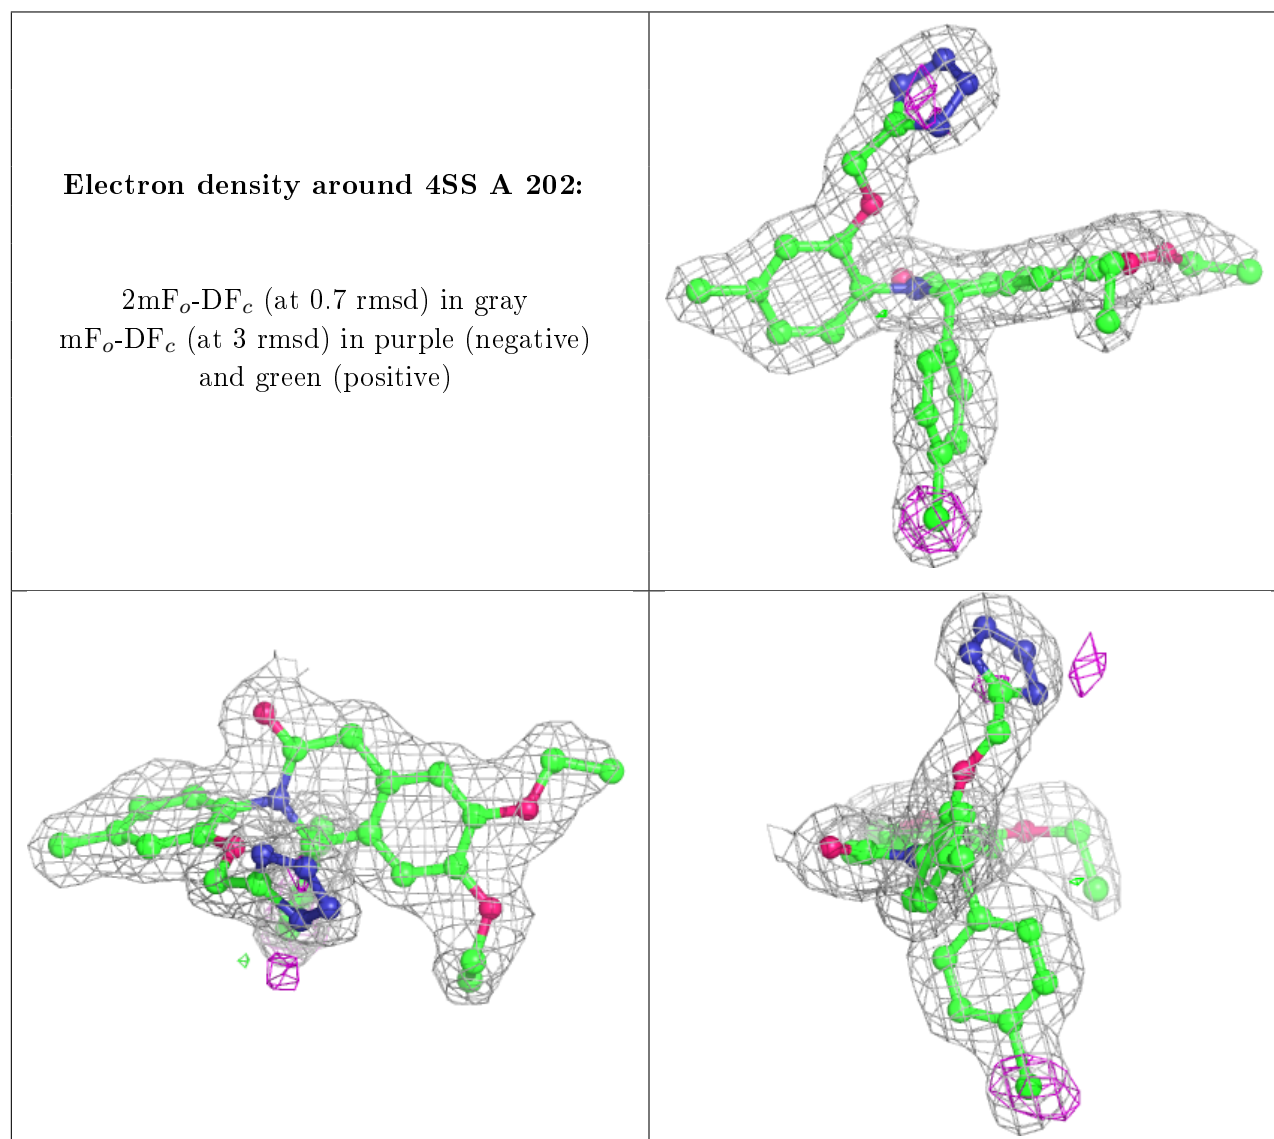 Electron density around 4SS A 202:
2mFₒ-DF𝒸 (at 0.7 rmsd) in gray
mFₒ-DF𝒸 (at 3 rmsd) in purple (negative)
and green (positive)